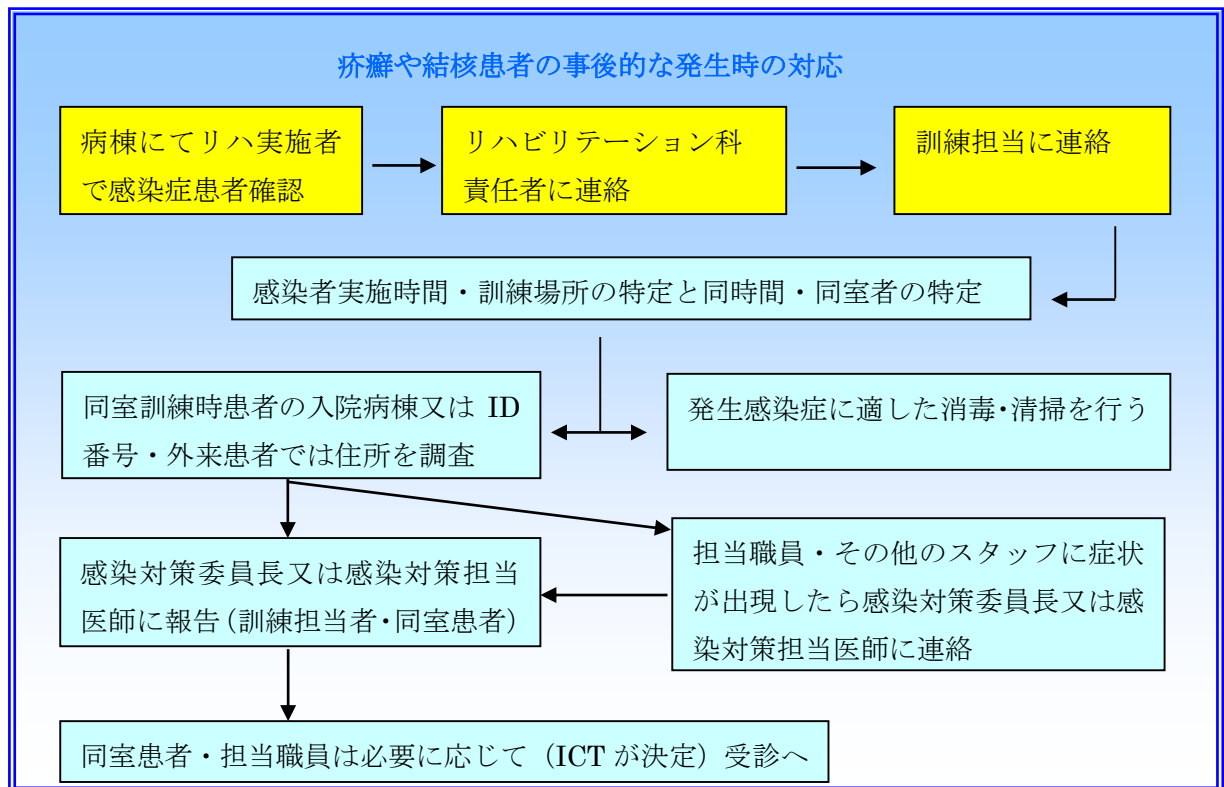 疥癬や結核患者の事後的な発生時の対応
病棟にてリハ実施者
で感染症患者確認
リハビリテーション科
責任者に連絡
訓練担当に連絡
感染者実施時間・訓練場所の特定と同時間・同室者の特定
同室訓練時患者の入院病棟又は ID
番号・外来患者では住所を調査
発生感染症に適した消毒・清掃を行う
感染対策委員長又は感染対策担当
医師に報告（訓練担当者・同室患者）
担当職員・その他のスタッフに症状
が出現したら感染対策委員長又は感
染対策担当医師に連絡
同室患者・担当職員は必要に応じて（ICT が決定）受診へ